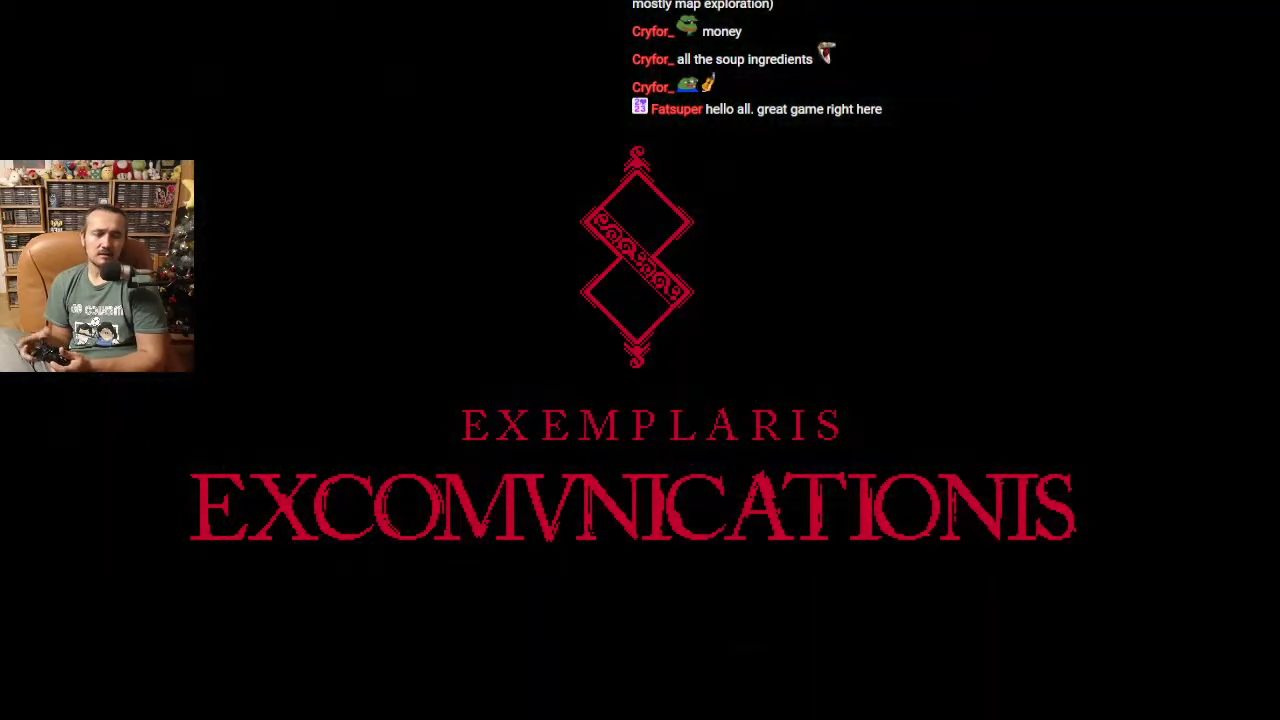 mostly map exploration)
Cryfor_ money
Cryfor_ all the soup ingredients
Cryfor_
Fatsuper hello all. great game right here
EXEMPLARIS
EXCOMVNICATIONIS